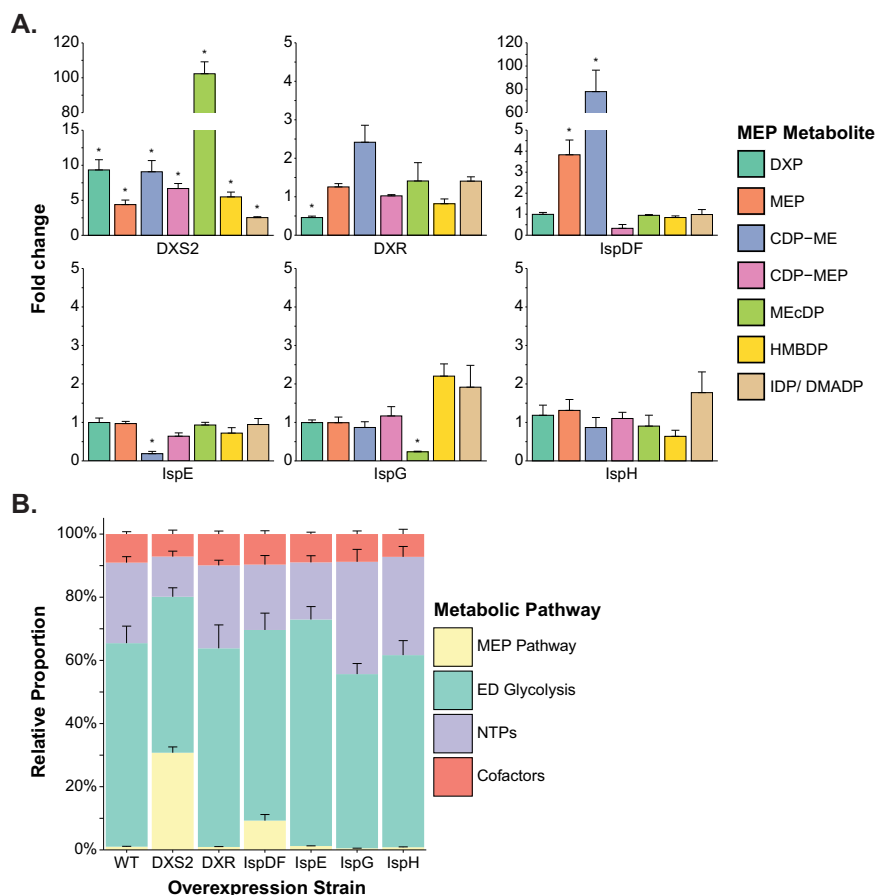 A.
Fold change
120
100
80
15
10
5
0
*
*
*
*
*
*
*
DXS2
5
4
3
2
1
0
*
DXR
120
100
80
60
5
4
3
2
1
0
*
*
IspDF
5
4
3
2
1
0
*
IspE
5
4
3
2
1
0
*
IspG
5
4
3
2
1
0
IspH
MEP Metabolite
DXP
MEP
CDP−ME
CDP−MEP
MEcDP
HMBDP
IDP/ DMADP
B.
Relative Proportion
100%
80%
60%
40%
20%
0%
WT DXS2 DXR IspDF IspE IspG IspH
Overexpression Strain
Metabolic Pathway
MEP Pathway
ED Glycolysis
NTPs
Cofactors